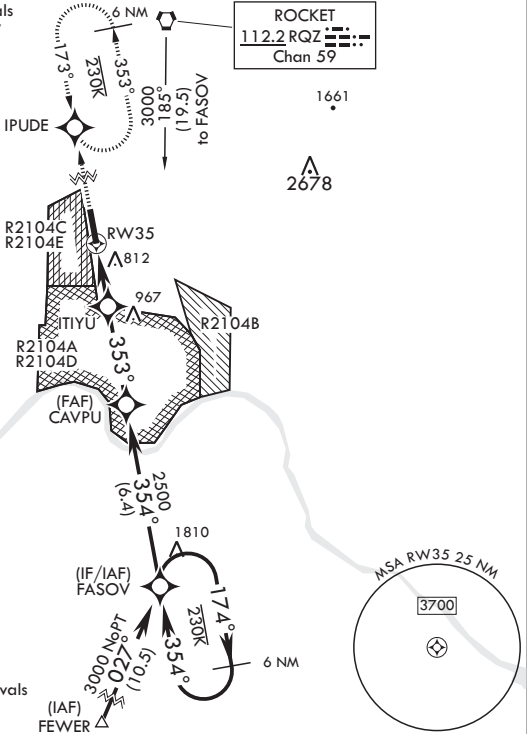 als
6 NM
ROCKET
112.2 RQZ
Chan 59
173°
230K
353°
3000
185°
(19.5)
to FASOV
1661
IPUDE
2678
R2104C
R2104E
RW35
812
967
ITIYU
R2104B
R2104A
R2104D
353°
(FAF)
CAVPU
2500
354°
(6.4)
1810
MSA RW35 25 NM
(IF/IAF)
FASOV
3700
174°
230K
354°
6 NM
3000 NoPT
027°
(10.5)
vals
(IAF)
FEWER